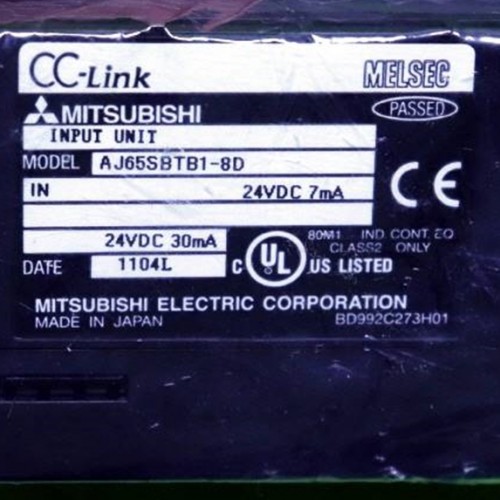 CC-Link MELSEC
MITSUBISHI PASSED
INPUT UNIT
MODEL AJ65SBTB1-8D
IN 24VDC 7mA
CE
24VDC 30mA
80M1 IND. CONT. EQ
CLASS2 ONLY
DATE 1104L
C UL US LISTED
MITSUBISHI ELECTRIC CORPORATION
MADE IN JAPAN BD992C273H01